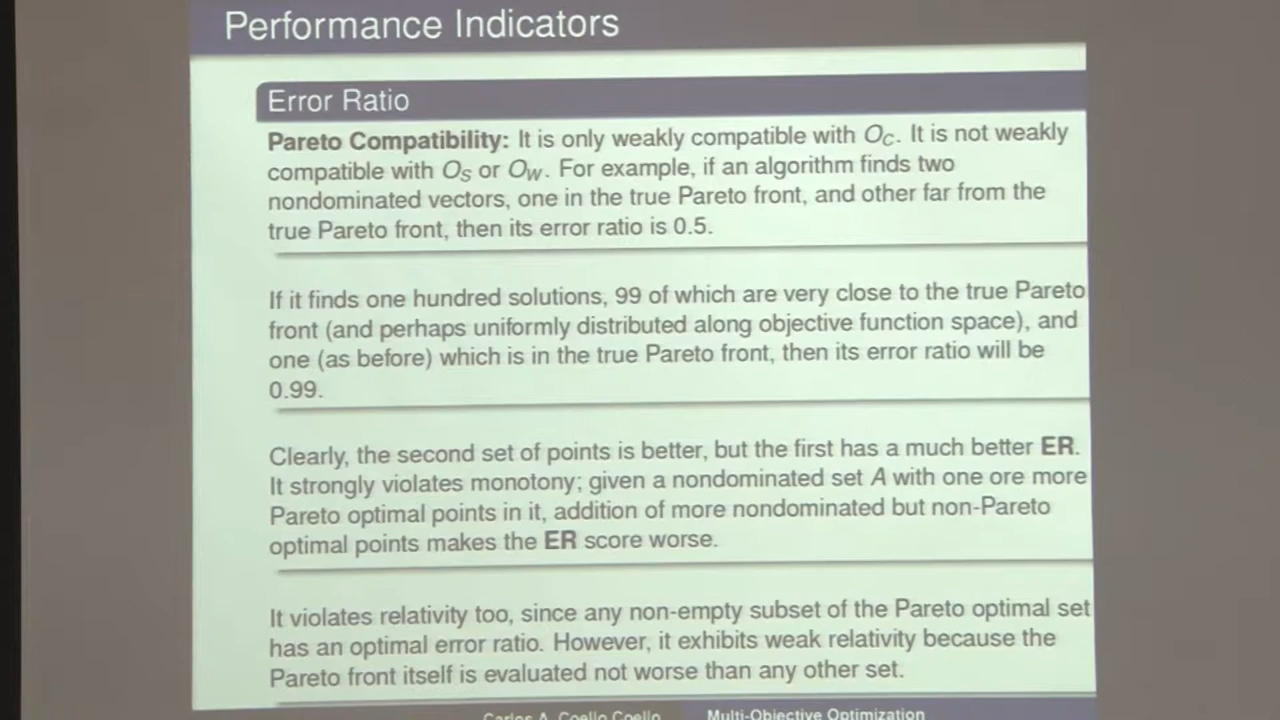 Performance Indicators
Error Ratio
Pareto Compatibility: It is only weakly compatible with O_C. It is not weakly
compatible with O_S or O_W. For example, if an algorithm finds two
nondominated vectors, one in the true Pareto front, and other far from the
true Pareto front, then its error ratio is 0.5.
If it finds one hundred solutions, 99 of which are very close to the true Pareto
front (and perhaps uniformly distributed along objective function space), and
one (as before) which is in the true Pareto front, then its error ratio will be
0.99.
Clearly, the second set of points is better, but the first has a much better ER.
It strongly violates monotony; given a nondominated set A with one ore more
Pareto optimal points in it, addition of more nondominated but non-Pareto
optimal points makes the ER score worse.
It violates relativity too, since any non-empty subset of the Pareto optimal set
has an optimal error ratio. However, it exhibits weak relativity because the
Pareto front itself is evaluated not worse than any other set.
Carlos A. Coello Coello Multi-Objective Optimization